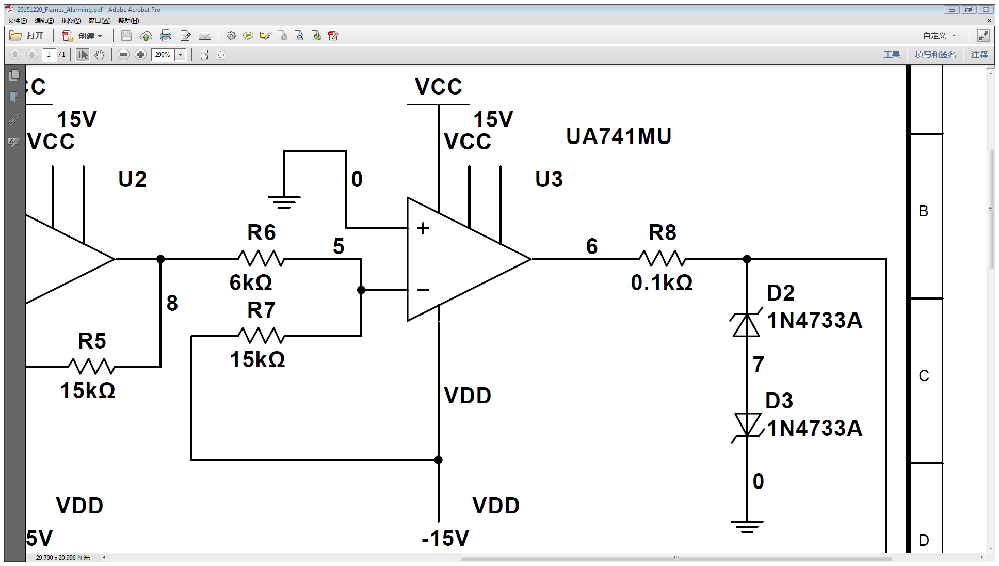 20151220_Flames_Alarming.pdf - Adobe Acrobat Pro
文件(F) 编辑(E) 视图(V) 窗口(W) 帮助(H)
打开 创建 自定义
1 / 1 290% 工具 填写和签名 注释
CC VCC
15V 15V
VCC VCC UA741MU
U2 0 U3
B
+
R6 5 6 R8
6kΩ 0.1kΩ
−
8 R7 D2
1N4733A
R5 15kΩ 7
C
15kΩ VDD D3
1N4733A
0
VDD VDD
5V -15V D
29.700 x 20.996 厘米